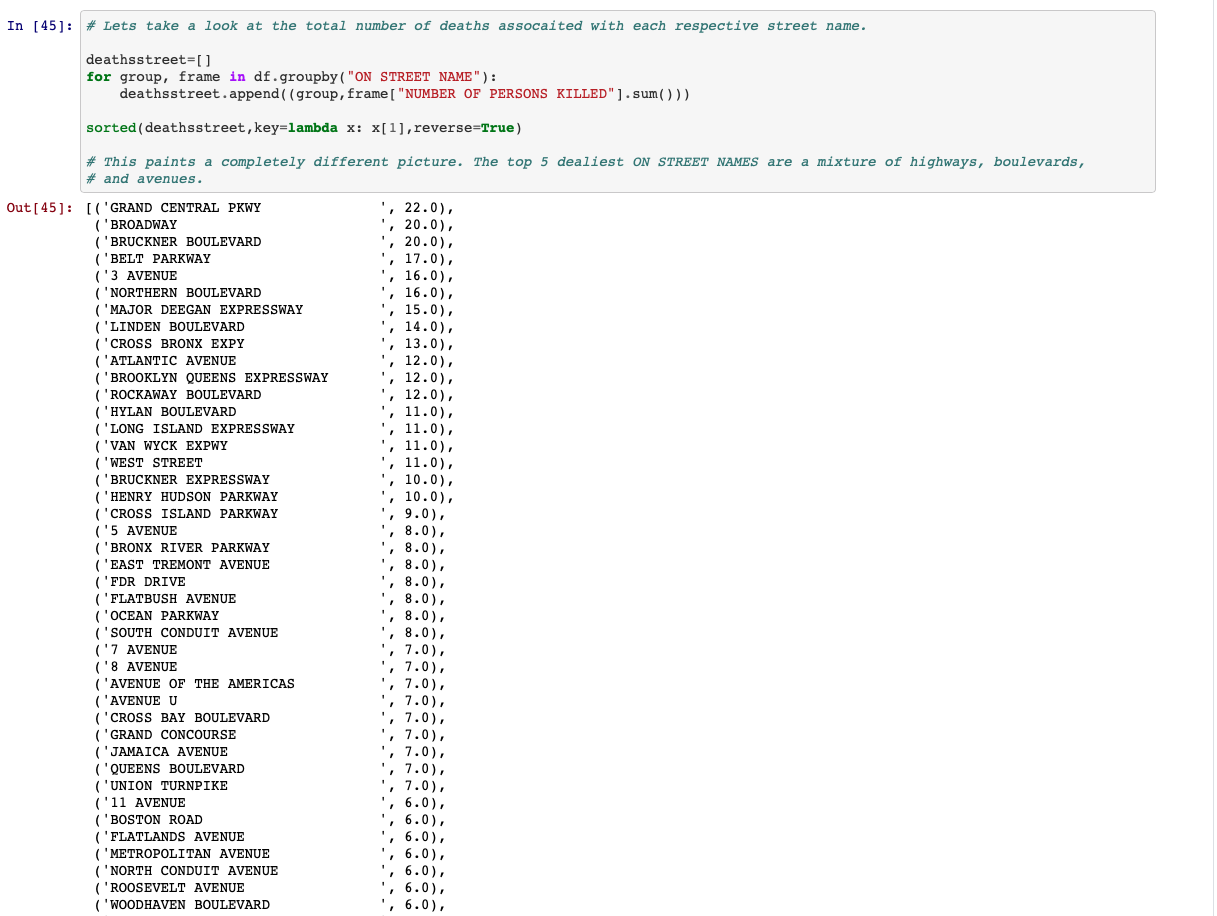 In [45]: # Lets take a look at the total number of deaths assocaited with each respective street name.
deathsstreet=[]
for group, frame in df.groupby("ON STREET NAME"):
    deathsstreet.append((group,frame["NUMBER OF PERSONS KILLED"].sum()))
sorted(deathsstreet,key=lambda x: x[1],reverse=True)
# This paints a completely different picture. The top 5 dealiest ON STREET NAMES are a mixture of highways, boulevards,
# and avenues.
Out[45]: [('GRAND CENTRAL PKWY              ', 22.0),
 ('BROADWAY                        ', 20.0),
 ('BRUCKNER BOULEVARD              ', 20.0),
 ('BELT PARKWAY                    ', 17.0),
 ('3 AVENUE                        ', 16.0),
 ('NORTHERN BOULEVARD              ', 16.0),
 ('MAJOR DEEGAN EXPRESSWAY         ', 15.0),
 ('LINDEN BOULEVARD                ', 14.0),
 ('CROSS BRONX EXPY                ', 13.0),
 ('ATLANTIC AVENUE                 ', 12.0),
 ('BROOKLYN QUEENS EXPRESSWAY      ', 12.0),
 ('ROCKAWAY BOULEVARD              ', 12.0),
 ('HYLAN BOULEVARD                 ', 11.0),
 ('LONG ISLAND EXPRESSWAY          ', 11.0),
 ('VAN WYCK EXPWY                  ', 11.0),
 ('WEST STREET                     ', 11.0),
 ('BRUCKNER EXPRESSWAY             ', 10.0),
 ('HENRY HUDSON PARKWAY            ', 10.0),
 ('CROSS ISLAND PARKWAY            ', 9.0),
 ('5 AVENUE                        ', 8.0),
 ('BRONX RIVER PARKWAY             ', 8.0),
 ('EAST TREMONT AVENUE             ', 8.0),
 ('FDR DRIVE                       ', 8.0),
 ('FLATBUSH AVENUE                 ', 8.0),
 ('OCEAN PARKWAY                   ', 8.0),
 ('SOUTH CONDUIT AVENUE            ', 8.0),
 ('7 AVENUE                        ', 7.0),
 ('8 AVENUE                        ', 7.0),
 ('AVENUE OF THE AMERICAS          ', 7.0),
 ('AVENUE U                        ', 7.0),
 ('CROSS BAY BOULEVARD             ', 7.0),
 ('GRAND CONCOURSE                 ', 7.0),
 ('JAMAICA AVENUE                  ', 7.0),
 ('QUEENS BOULEVARD                ', 7.0),
 ('UNION TURNPIKE                  ', 7.0),
 ('11 AVENUE                       ', 6.0),
 ('BOSTON ROAD                     ', 6.0),
 ('FLATLANDS AVENUE                ', 6.0),
 ('METROPOLITAN AVENUE             ', 6.0),
 ('NORTH CONDUIT AVENUE            ', 6.0),
 ('ROOSEVELT AVENUE                ', 6.0),
 ('WOODHAVEN BOULEVARD             ', 6.0),